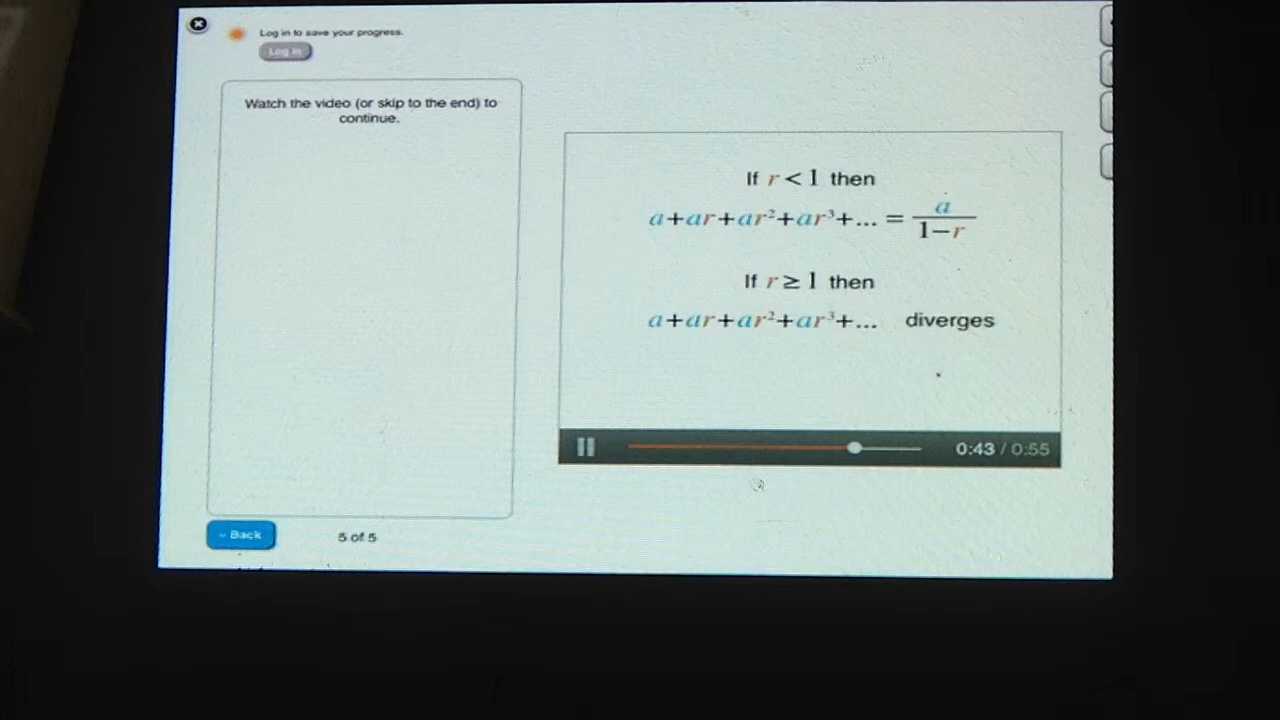 Log in to save your progress.
Log in
Watch the video (or skip to the end) to
continue.
If r < 1 then
a+ar+ar²+ar³+... = a/(1−r)
If r ≥ 1 then
a+ar+ar²+ar³+... diverges
0:43 / 0:55
Back
5 of 5